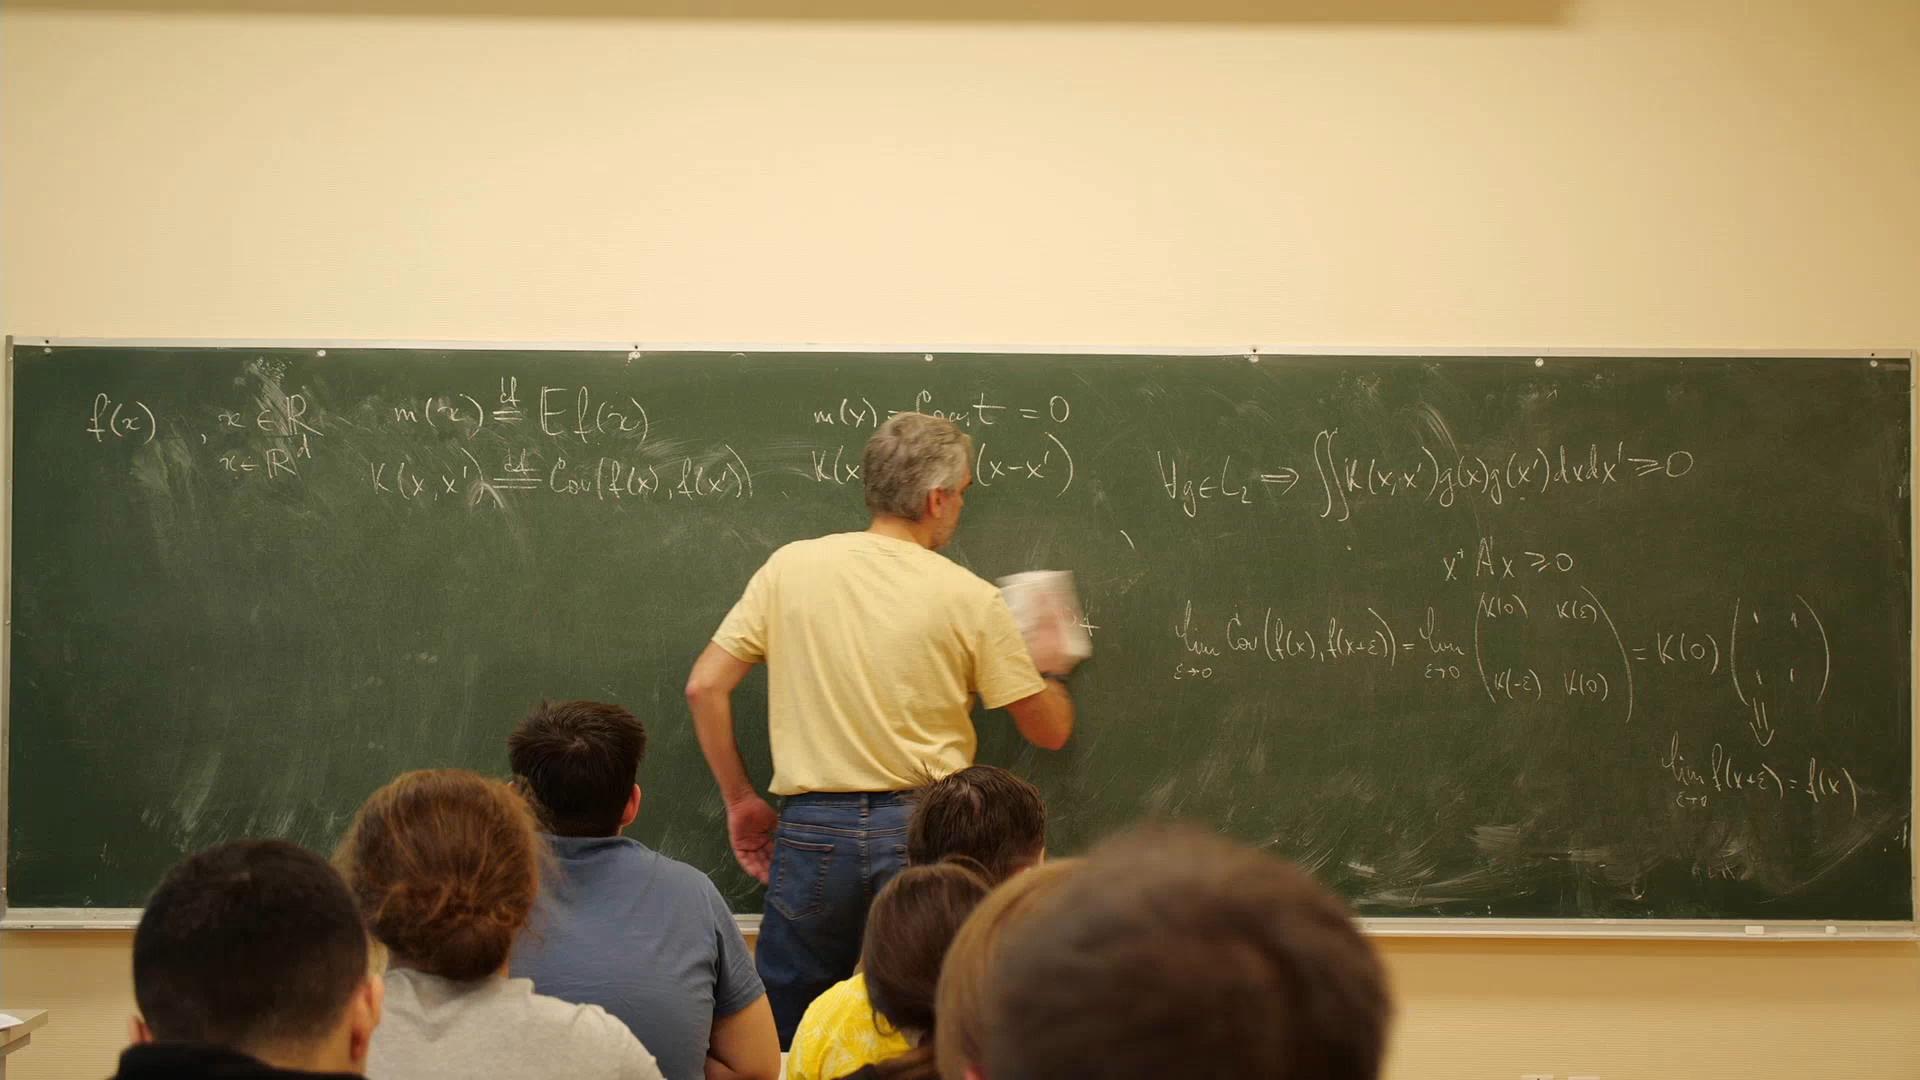 f(x), x ∈ ℝ
x ∈ ℝ^d
m(x) ≝ E f(x)
K(x, x') ≝ Cov(f(x), f(x'))
m(x) = Const = 0
K(x (x-x')
∀g∈L₂ ⇒ ∬K(x,x')g(x)g(x')dxdx' ⩾ 0
x⁺ A x ⩾ 0
lim ε→0 Cov(f(x), f(x+ε)) = lim ε→0 (K(0) K(ε) K(-ε) K(0)) = K(0) (1 1 1 1)
⇓
lim ε→0 f(x+ε) = f(x)